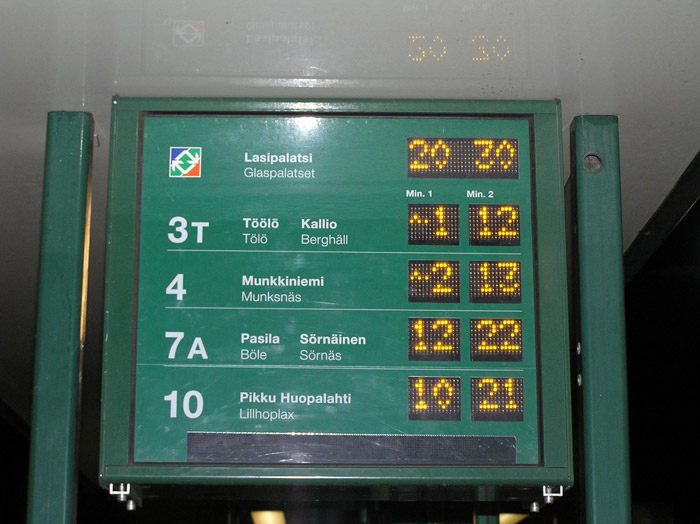 Lasipalatsi
Glaspalatset
20 30
Min. 1 Min. 2
3T Töölö Kallio ~1 12
Tölö Berghäll
4 Munkkiniemi ~2 13
Munksnäs
7A Pasila Sörnäinen 12 22
Böle Sörnäs
10 Pikku Huopalahti 10 21
Lillhoplax